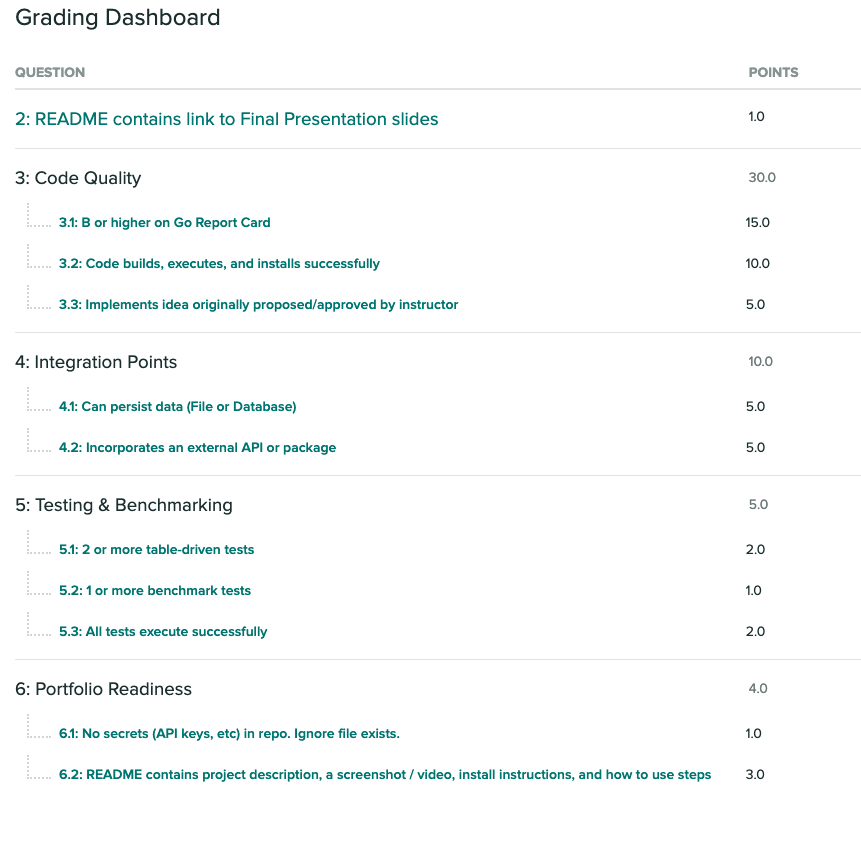 Grading Dashboard
QUESTION POINTS
2: README contains link to Final Presentation slides 1.0
3: Code Quality 30.0
3.1: B or higher on Go Report Card 15.0
3.2: Code builds, executes, and installs successfully 10.0
3.3: Implements idea originally proposed/approved by instructor 5.0
4: Integration Points 10.0
4.1: Can persist data (File or Database) 5.0
4.2: Incorporates an external API or package 5.0
5: Testing & Benchmarking 5.0
5.1: 2 or more table-driven tests 2.0
5.2: 1 or more benchmark tests 1.0
5.3: All tests execute successfully 2.0
6: Portfolio Readiness 4.0
6.1: No secrets (API keys, etc) in repo. Ignore file exists. 1.0
6.2: README contains project description, a screenshot / video, install instructions, and how to use steps 3.0